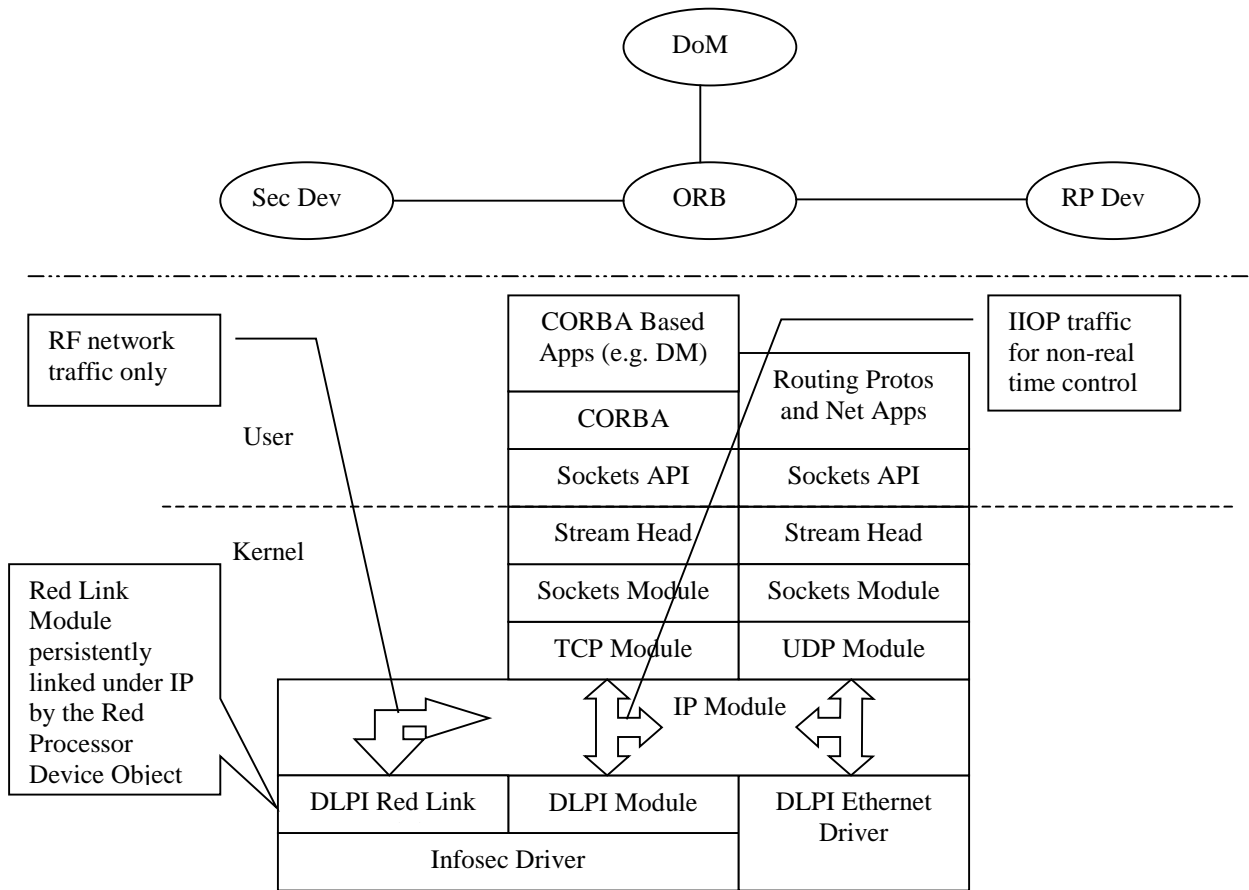 DoM
Sec Dev
ORB
RP Dev
RF network
traffic only
CORBA Based
Apps (e.g. DM)
IIOP traffic
for non-real
time control
Routing Protos
and Net Apps
CORBA
User
Sockets API
Sockets API
Kernel
Stream Head
Stream Head
Red Link
Module
persistently
linked under IP
by the Red
Processor
Device Object
Sockets Module
Sockets Module
TCP Module
UDP Module
IP Module
DLPI Red Link
DLPI Module
DLPI Ethernet
Driver
Infosec Driver